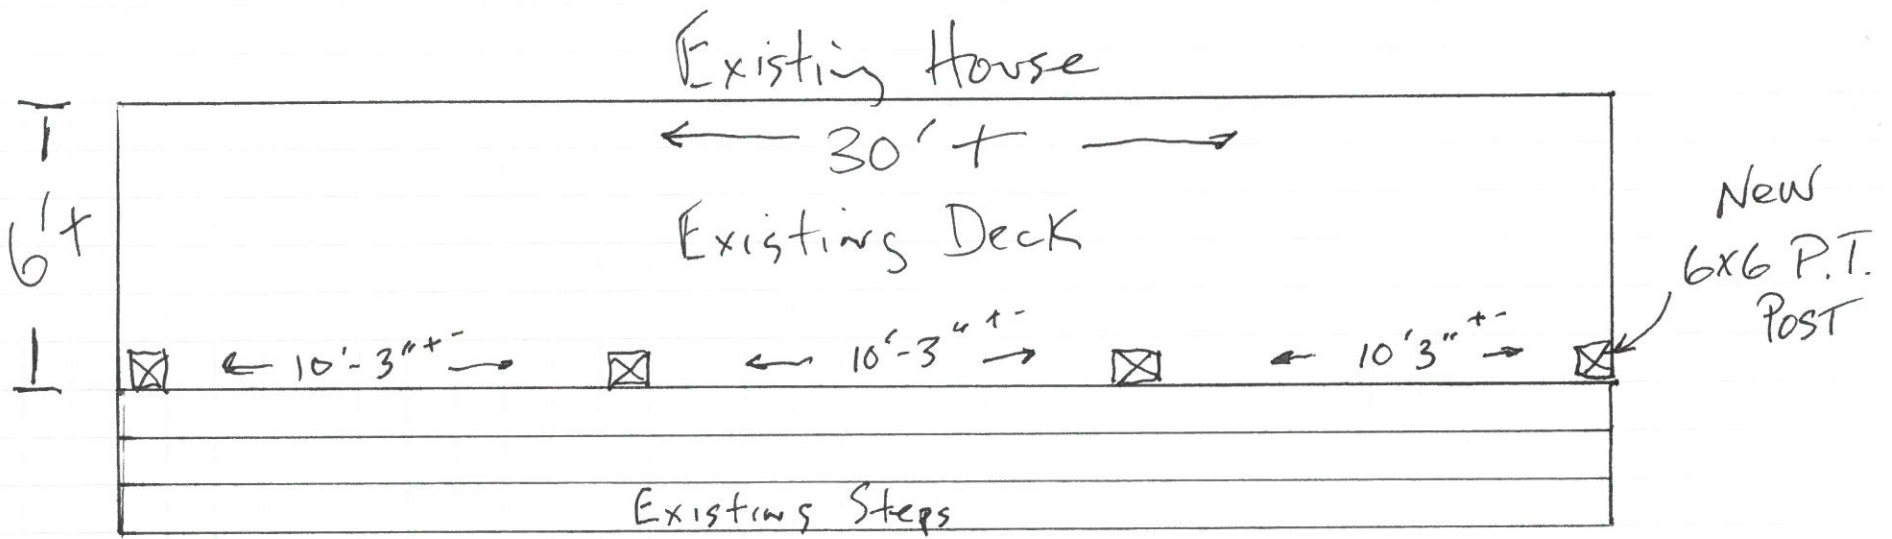 Existing House
30'+
6'+
Existing Deck
New
6x6 P.T.
Post
10'-3"+-
10'-3"+-
10'3"+-
Existing Steps